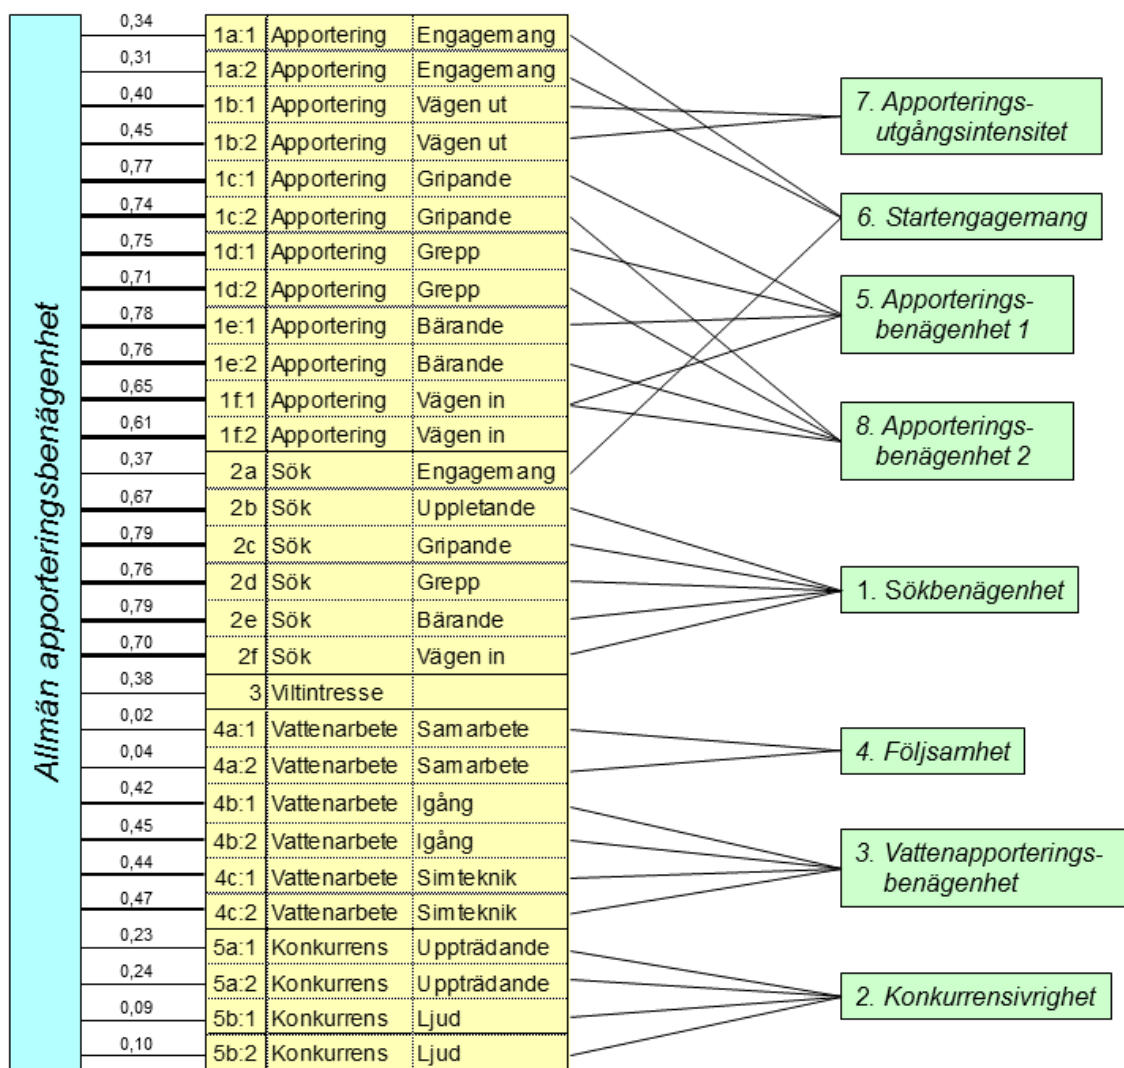 Allmän apporteringsbenägenhet
0,34
1a:1 Apportering Engagemang
0,31
1a:2 Apportering Engagemang
0,40
1b:1 Apportering Vägen ut
0,45
1b:2 Apportering Vägen ut
0,77
1c:1 Apportering Gripande
0,74
1c:2 Apportering Gripande
0,75
1d:1 Apportering Grepp
0,71
1d:2 Apportering Grepp
0,78
1e:1 Apportering Bärande
0,76
1e:2 Apportering Bärande
0,65
1f:1 Apportering Vägen in
0,61
1f:2 Apportering Vägen in
0,37
2a Sök Engagemang
0,67
2b Sök Uppletande
0,79
2c Sök Gripande
0,76
2d Sök Grepp
0,79
2e Sök Bärande
0,70
2f Sök Vägen in
0,38
3 Viltintresse
0,02
4a:1 Vattenarbete Samarbete
0,04
4a:2 Vattenarbete Samarbete
0,42
4b:1 Vattenarbete Igång
0,45
4b:2 Vattenarbete Igång
0,44
4c:1 Vattenarbete Simteknik
0,47
4c:2 Vattenarbete Simteknik
0,23
5a:1 Konkurrens Uppträdande
0,24
5a:2 Konkurrens Uppträdande
0,09
5b:1 Konkurrens Ljud
0,10
5b:2 Konkurrens Ljud
7. Apporterings-
utgångsintensitet
6. Startengagemang
5. Apporterings-
benägenhet 1
8. Apporterings-
benägenhet 2
1. Sökbenägenhet
4. Följsamhet
3. Vattenapporterings-
benägenhet
2. Konkurrensivrighet